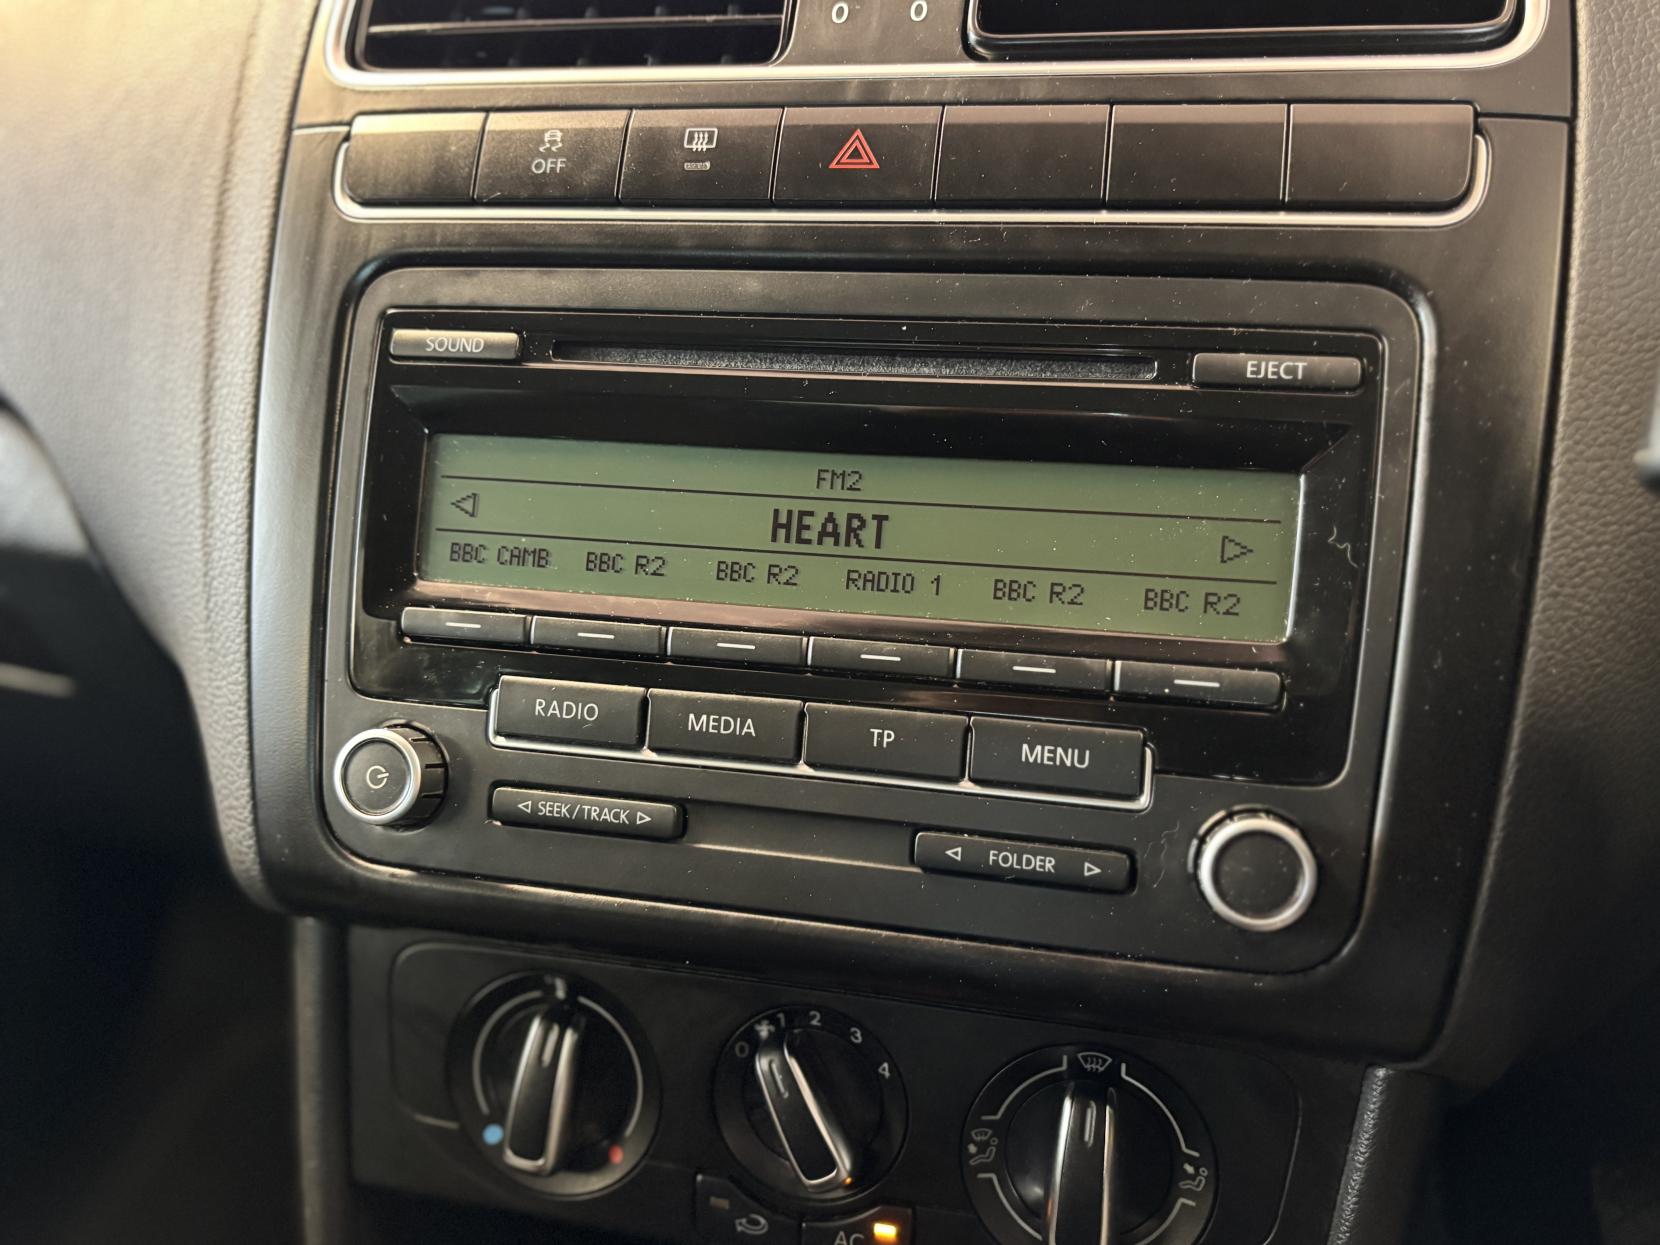 0 0
OFF
SOUND
EJECT
FM2
HEART
BBC CAMB BBC R2 BBC R2 RADIO 1 BBC R2 BBC R2
RADIO MEDIA TP MENU
SEEK/TRACK
FOLDER
0 1 2 3 4
AC